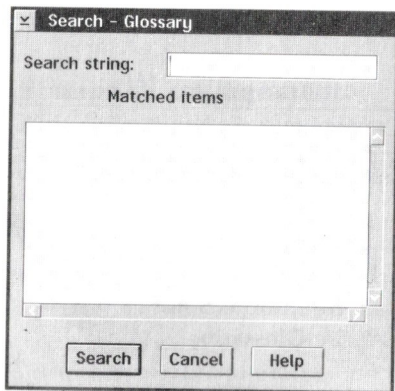 Search - Glossary
Search string:
Matched items
Search Cancel Help